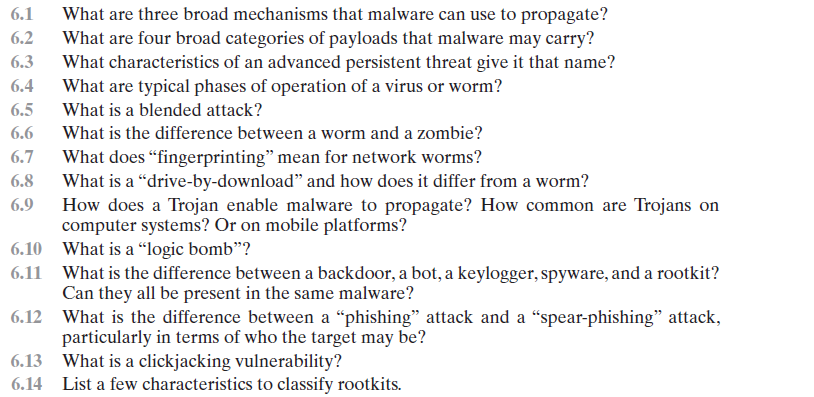 6.1 What are three broad mechanisms that malware can use to propagate?
6.2 What are four broad categories of payloads that malware may carry?
6.3 What characteristics of an advanced persistent threat give it that name?
6.4 What are typical phases of operation of a virus or worm?
6.5 What is a blended attack?
6.6 What is the difference between a worm and a zombie?
6.7 What does “fingerprinting” mean for network worms?
6.8 What is a “drive-by-download” and how does it differ from a worm?
6.9 How does a Trojan enable malware to propagate? How common are Trojans on
computer systems? Or on mobile platforms?
6.10 What is a “logic bomb”?
6.11 What is the difference between a backdoor, a bot, a keylogger, spyware, and a rootkit?
Can they all be present in the same malware?
6.12 What is the difference between a “phishing” attack and a “spear-phishing” attack,
particularly in terms of who the target may be?
6.13 What is a clickjacking vulnerability?
6.14 List a few characteristics to classify rootkits.